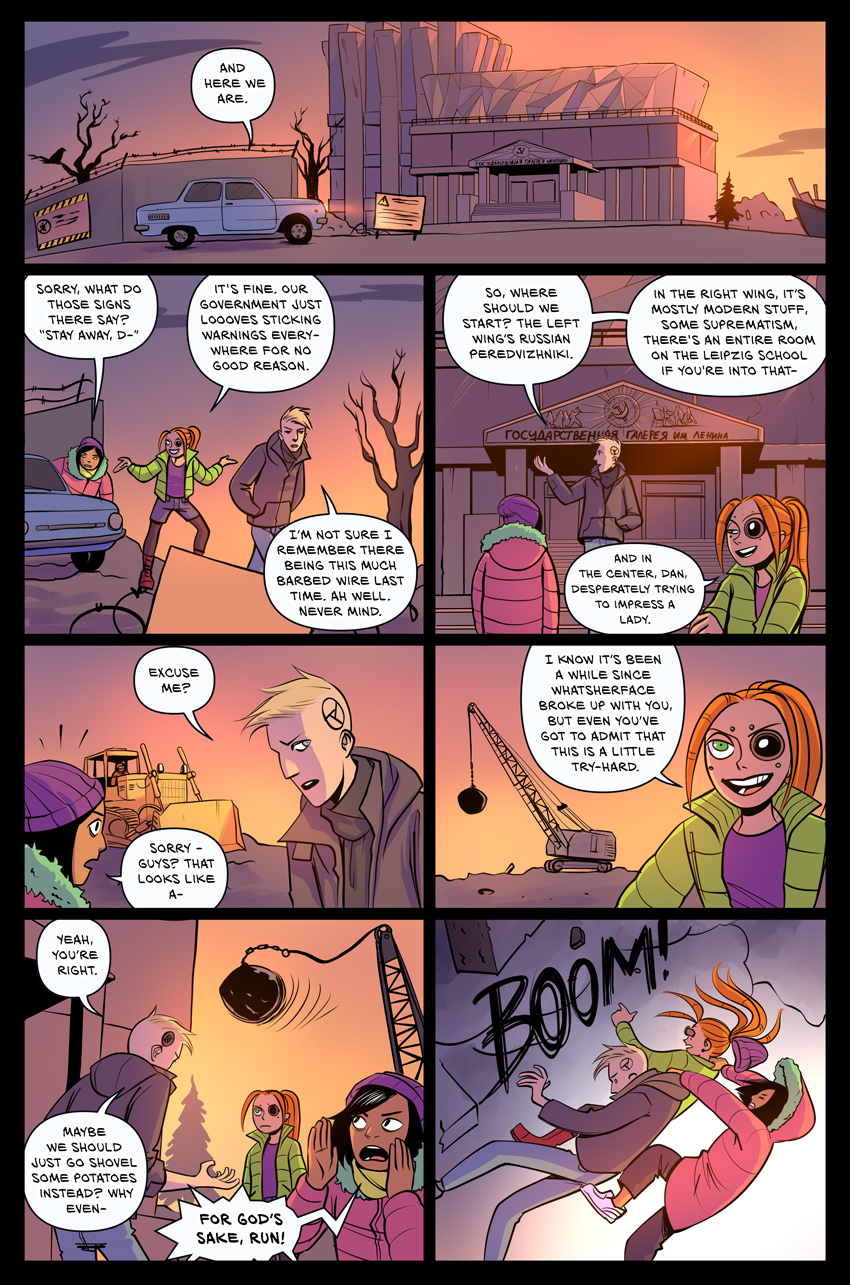 AND
HERE WE
ARE.
ГОСУДАРСТВЕННАЯ ГАЛЕРЕЯ ИМ ЛЕНИНА
SORRY, WHAT DO
THOSE SIGNS
THERE SAY?
"STAY AWAY, D-"
IT'S FINE. OUR
GOVERNMENT JUST
LOOOVES STICKING
WARNINGS EVERY-
WHERE FOR NO
GOOD REASON.
I'M NOT SURE I
REMEMBER THERE
BEING THIS MUCH
BARBED WIRE LAST
TIME. AH WELL.
NEVER MIND.
SO, WHERE
SHOULD WE
START? THE LEFT
WING'S RUSSIAN
PEREDVIZHNIKI.
IN THE RIGHT WING, IT'S
MOSTLY MODERN STUFF,
SOME SUPREMATISM,
THERE'S AN ENTIRE ROOM
ON THE LEIPZIG SCHOOL
IF YOU'RE INTO THAT-
ГОСУДАРСТВЕННАЯ ГАЛЕРЕЯ ИМ ЛЕНИНА
AND IN
THE CENTER, DAN,
DESPERATELY TRYING
TO IMPRESS A
LADY.
EXCUSE
ME?
SORRY -
GUYS? THAT
LOOKS LIKE
A-
I KNOW IT'S BEEN
A WHILE SINCE
WHATSHERFACE
BROKE UP WITH YOU,
BUT EVEN YOU'VE
GOT TO ADMIT THAT
THIS IS A LITTLE
TRY-HARD.
YEAH,
YOU'RE
RIGHT.
MAYBE
WE SHOULD
JUST GO SHOVEL
SOME POTATOES
INSTEAD? WHY
EVEN-
FOR GOD'S
SAKE, RUN!
BOOM!